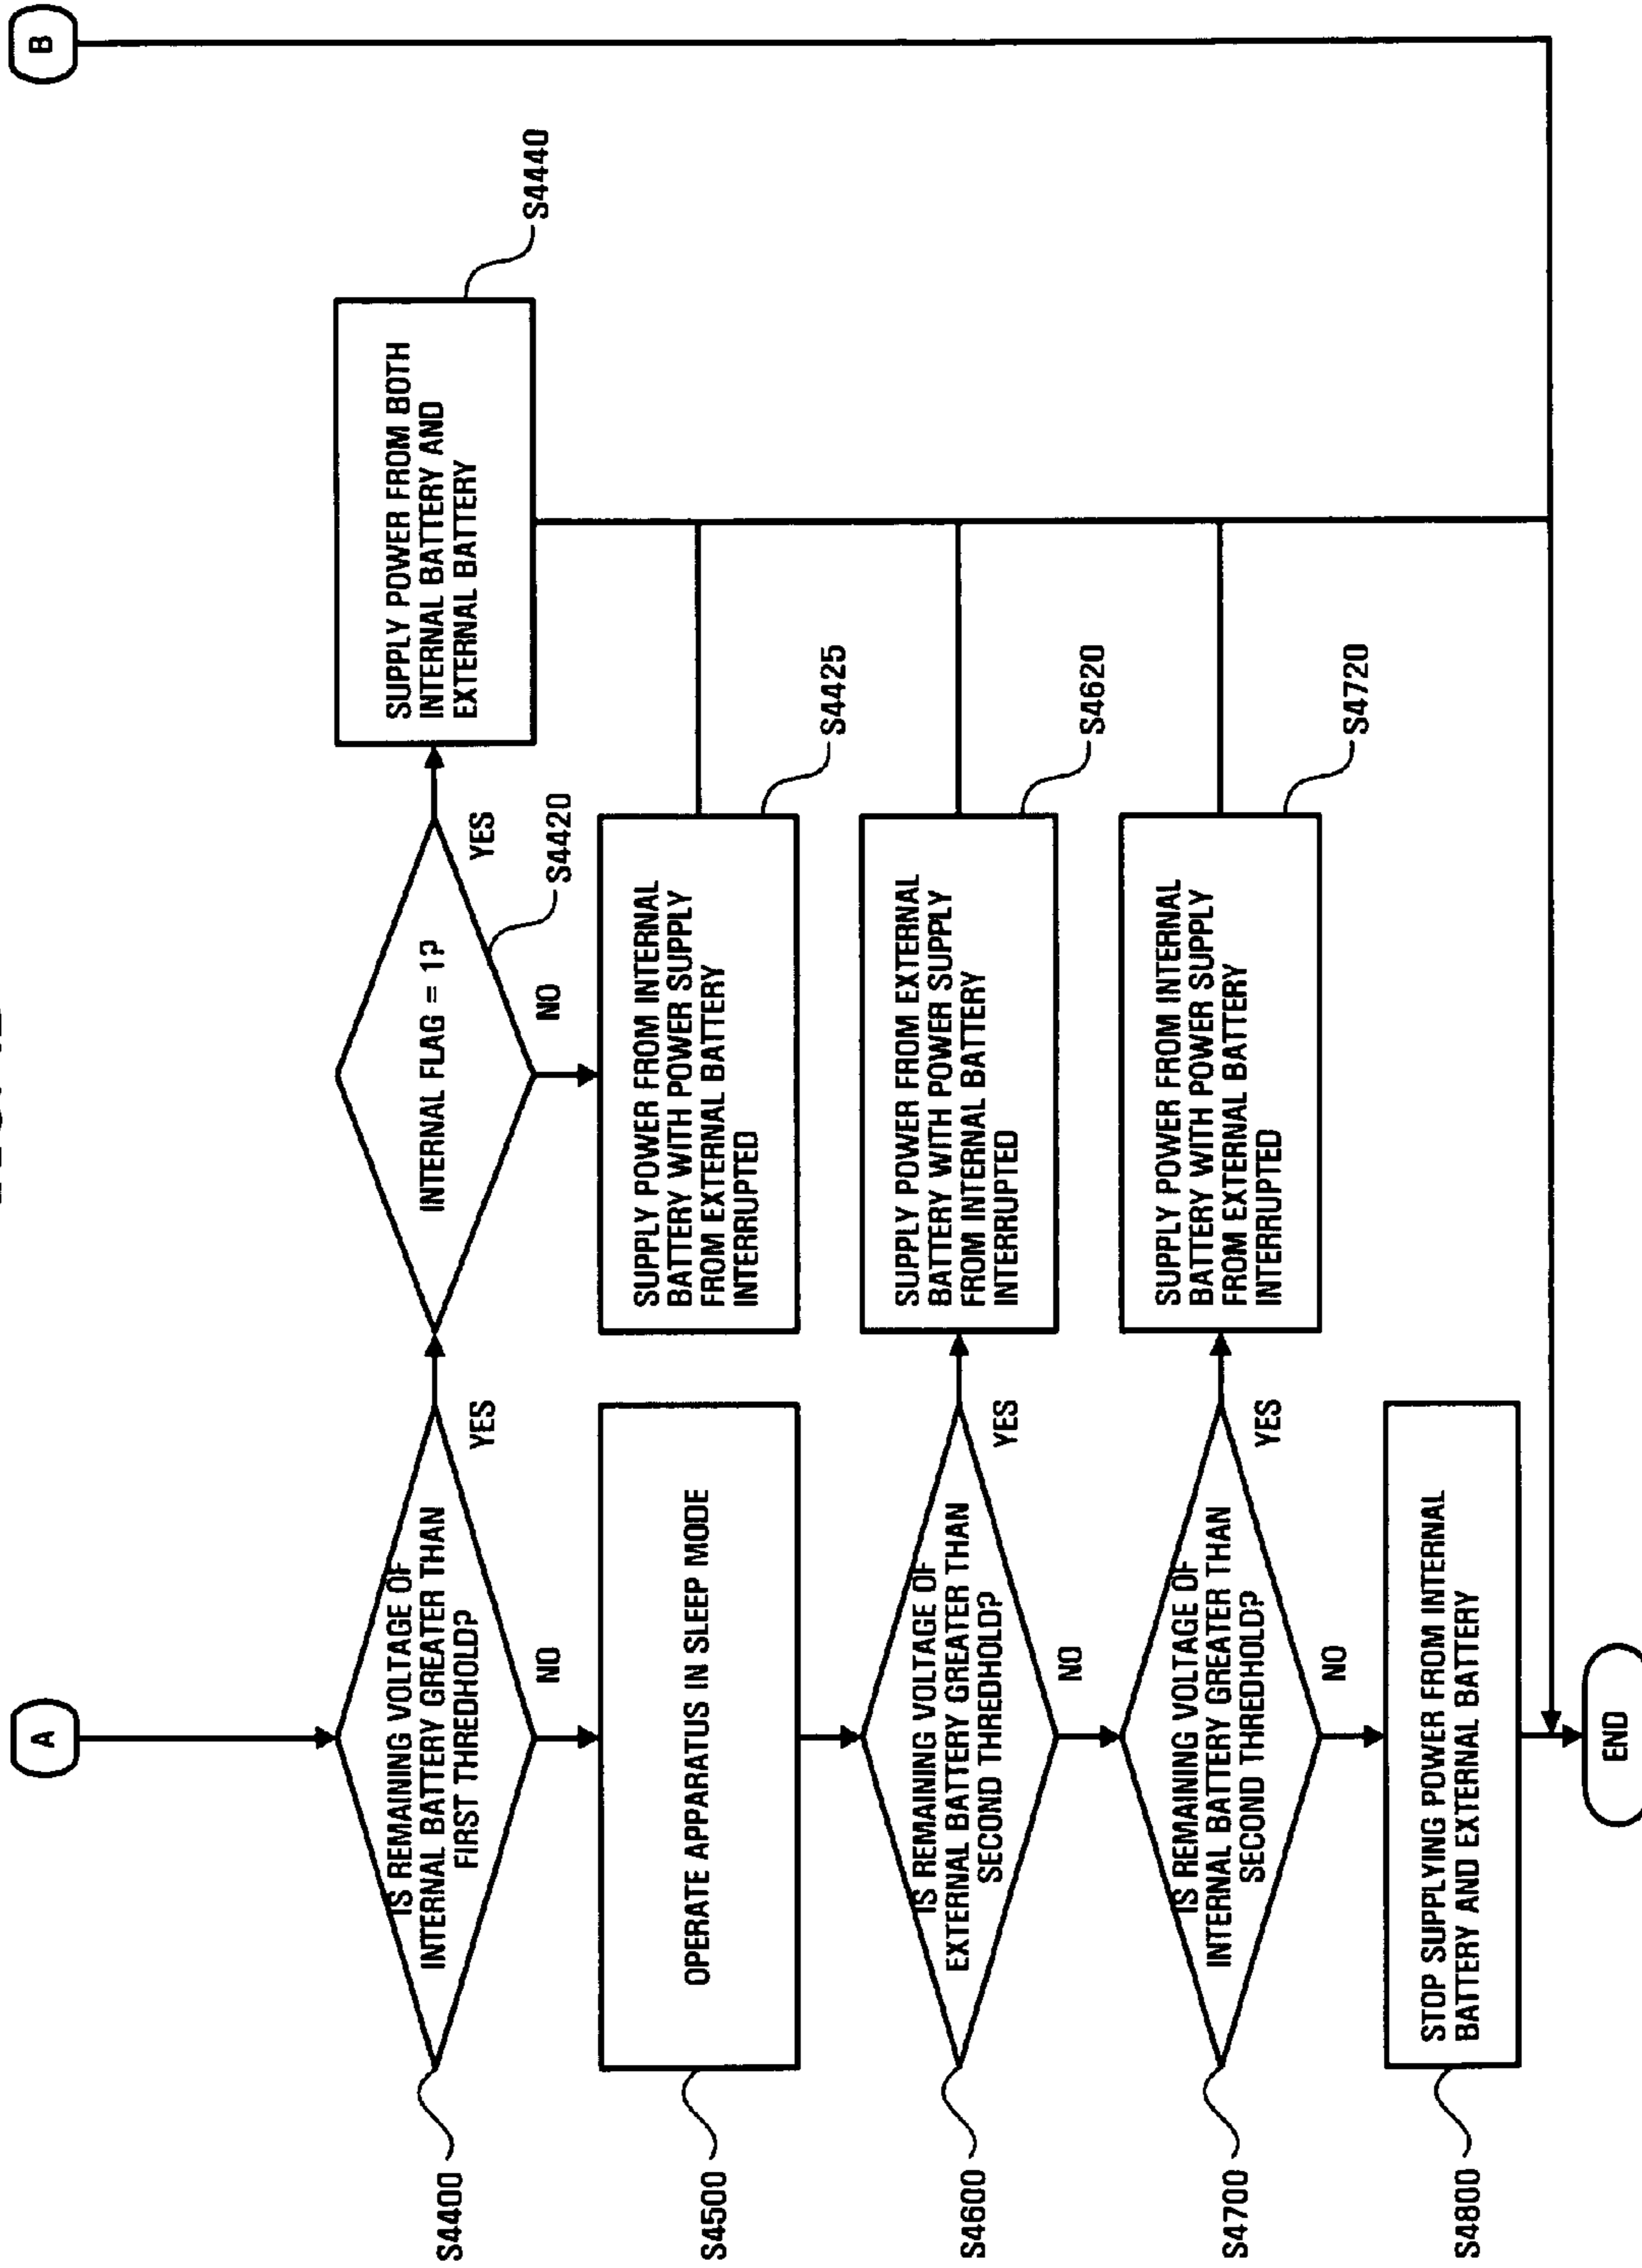 A
B
S4400
IS REMAINING VOLTAGE OF
INTERNAL BATTERY GREATER THAN
FIRST THREDHOLD?
YES
NO
INTERNAL FLAG = 1?
YES
S4420
NO
SUPPLY POWER FROM BOTH
INTERNAL BATTERY AND
EXTERNAL BATTERY
S4440
S4500
OPERATE APPARATUS IN SLEEP MODE
SUPPLY POWER FROM INTERNAL
BATTERY WITH POWER SUPPLY
FROM EXTERNAL BATTERY
INTERRUPTED
S4425
S4600
IS REMAINING VOLTAGE OF
EXTERNAL BATTERY GREATER THAN
SECOND THREDHOLD?
YES
NO
SUPPLY POWER FROM EXTERNAL
BATTERY WITH POWER SUPPLY
FROM INTERNAL BATTERY
INTERRUPTED
S4620
S4700
IS REMAINING VOLTAGE OF
INTERNAL BATTERY GREATER THAN
SECOND THREDHOLD?
YES
NO
SUPPLY POWER FROM INTERNAL
BATTERY WITH POWER SUPPLY
FROM EXTERNAL BATTERY
INTERRUPTED
S4720
S4800
STOP SUPPLYING POWER FROM INTERNAL
BATTERY AND EXTERNAL BATTERY
END